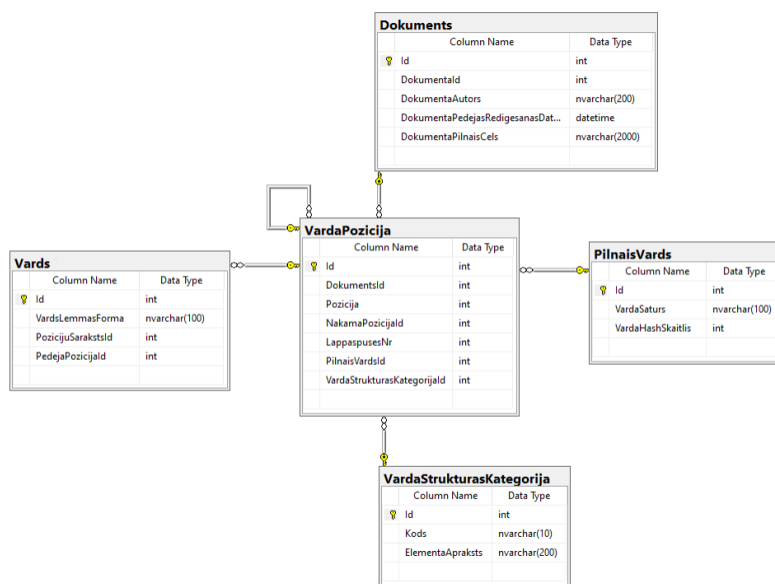 Dokuments
Column Name Data Type
Id int
DokumentaId int
DokumentaAutors nvarchar(200)
DokumentaPedejasRedigesanasDat... datetime
DokumentaPilnaisCels nvarchar(2000)
VardaPozicija
Column Name Data Type
Id int
DokumentsId int
Pozicija int
NakamaPozicijaId int
LappaspusesNr int
PilnaisVardsId int
VardaStrukturasKategorijaId int
Vards
Column Name Data Type
Id int
VardsLemmasForma nvarchar(100)
PozicijuSarakstsId int
PedejaPozicijaId int
PilnaisVards
Column Name Data Type
Id int
VardaSaturs nvarchar(100)
VardaHashSkaitlis int
VardaStrukturasKategorija
Column Name Data Type
Id int
Kods nvarchar(10)
ElementaApraksts nvarchar(200)